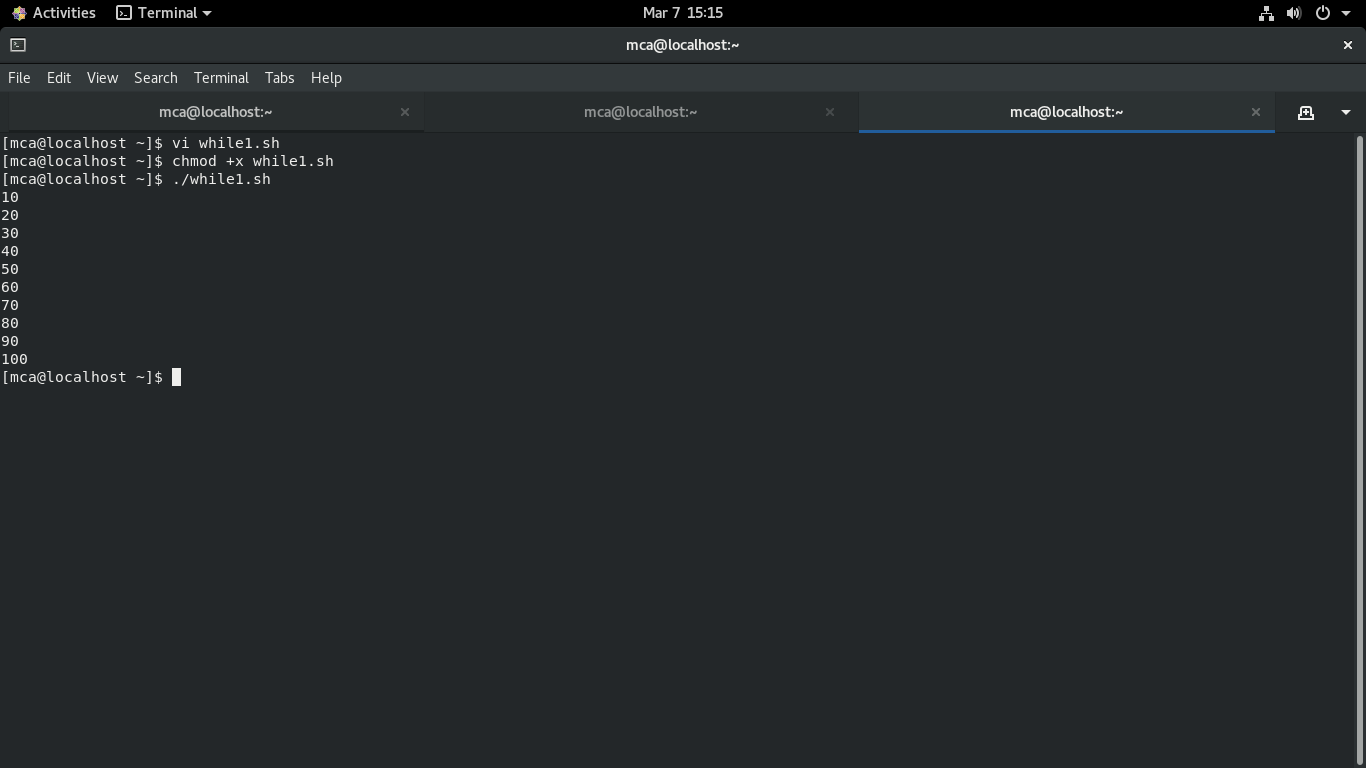 Activities Terminal Mar 7 15:15
mca@localhost:~
File Edit View Search Terminal Tabs Help
mca@localhost:~ mca@localhost:~ mca@localhost:~
[mca@localhost ~]$ vi while1.sh
[mca@localhost ~]$ chmod +x while1.sh
[mca@localhost ~]$ ./while1.sh
10
20
30
40
50
60
70
80
90
100
[mca@localhost ~]$